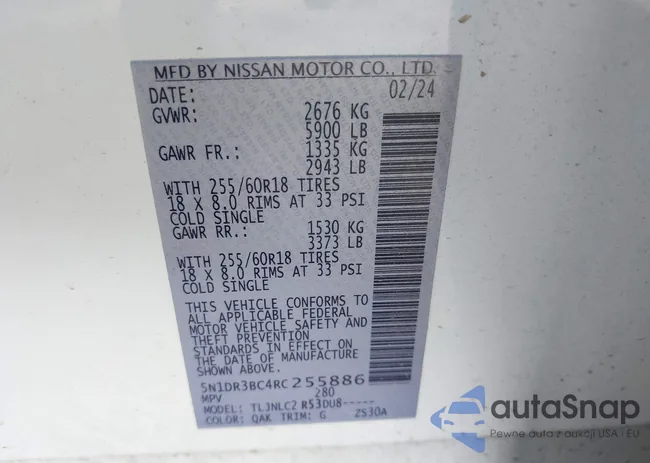 MFD BY NISSAN MOTOR CO., LTD.
DATE: 02/24
GVWR: 2676 KG
5900 LB
GAWR FR.: 1335 KG
2943 LB
WITH 255/60R18 TIRES
18 X 8.0 RIMS AT 33 PSI
COLD SINGLE
GAWR RR.: 1530 KG
3373 LB
WITH 255/60R18 TIRES
18 X 8.0 RIMS AT 33 PSI
COLD SINGLE
THIS VEHICLE CONFORMS TO
ALL APPLICABLE FEDERAL
MOTOR VEHICLE SAFETY AND
THEFT PREVENTION
STANDARDS IN EFFECT ON
THE DATE OF MANUFACTURE
SHOWN ABOVE.
5N1DR3BC4RC255886
MPV 280
MODEL: TLJNLC2 R53DU8-----
COLOR: QAK TRIM: G ZS30A
autoSnap
Pewne auto z aukcji USA i EU